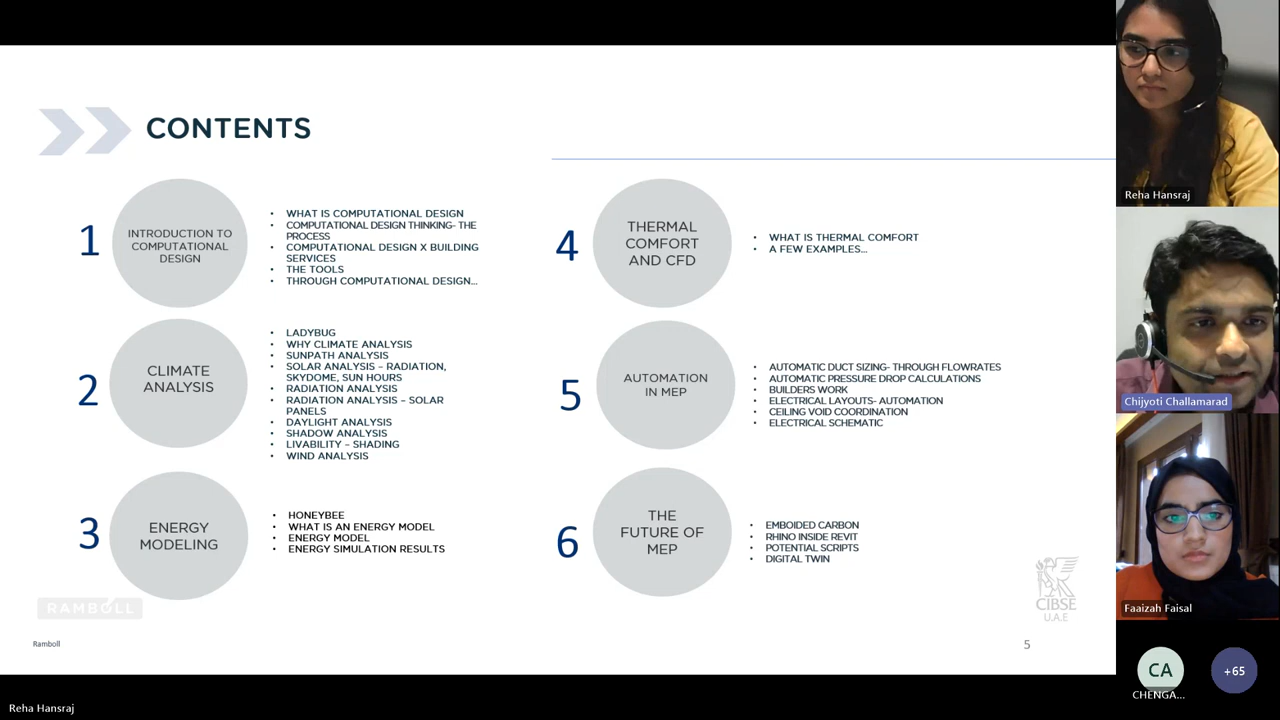 CONTENTS
1
INTRODUCTION TO
COMPUTATIONAL
DESIGN
• WHAT IS COMPUTATIONAL DESIGN
• COMPUTATIONAL DESIGN THINKING- THE
PROCESS
• COMPUTATIONAL DESIGN X BUILDING
SERVICES
• THE TOOLS
• THROUGH COMPUTATIONAL DESIGN...
2
CLIMATE
ANALYSIS
• LADYBUG
• WHY CLIMATE ANALYSIS
• SUNPATH ANALYSIS
• SOLAR ANALYSIS – RADIATION,
SKYDOME, SUN HOURS
• RADIATION ANALYSIS
• RADIATION ANALYSIS – SOLAR
PANELS
• DAYLIGHT ANALYSIS
• SHADOW ANALYSIS
• LIVABILITY – SHADING
• WIND ANALYSIS
3
ENERGY
MODELING
• HONEYBEE
• WHAT IS AN ENERGY MODEL
• ENERGY MODEL
• ENERGY SIMULATION RESULTS
4
THERMAL
COMFORT
AND CFD
• WHAT IS THERMAL COMFORT
• A FEW EXAMPLES...
5
AUTOMATION
IN MEP
• AUTOMATIC DUCT SIZING- THROUGH FLOWRATES
• AUTOMATIC PRESSURE DROP CALCULATIONS
• BUILDERS WORK
• ELECTRICAL LAYOUTS- AUTOMATION
• CEILING VOID COORDINATION
• ELECTRICAL SCHEMATIC
6
THE
FUTURE OF
MEP
• EMBOIDED CARBON
• RHINO INSIDE REVIT
• POTENTIAL SCRIPTS
• DIGITAL TWIN
RAMBOLL
CIBSE
U.A.E
Ramboll
5
Reha Hansraj
Chijyoti Challamarad
Faaizah Faisal
CA
CHENGA...
+65
Reha Hansraj